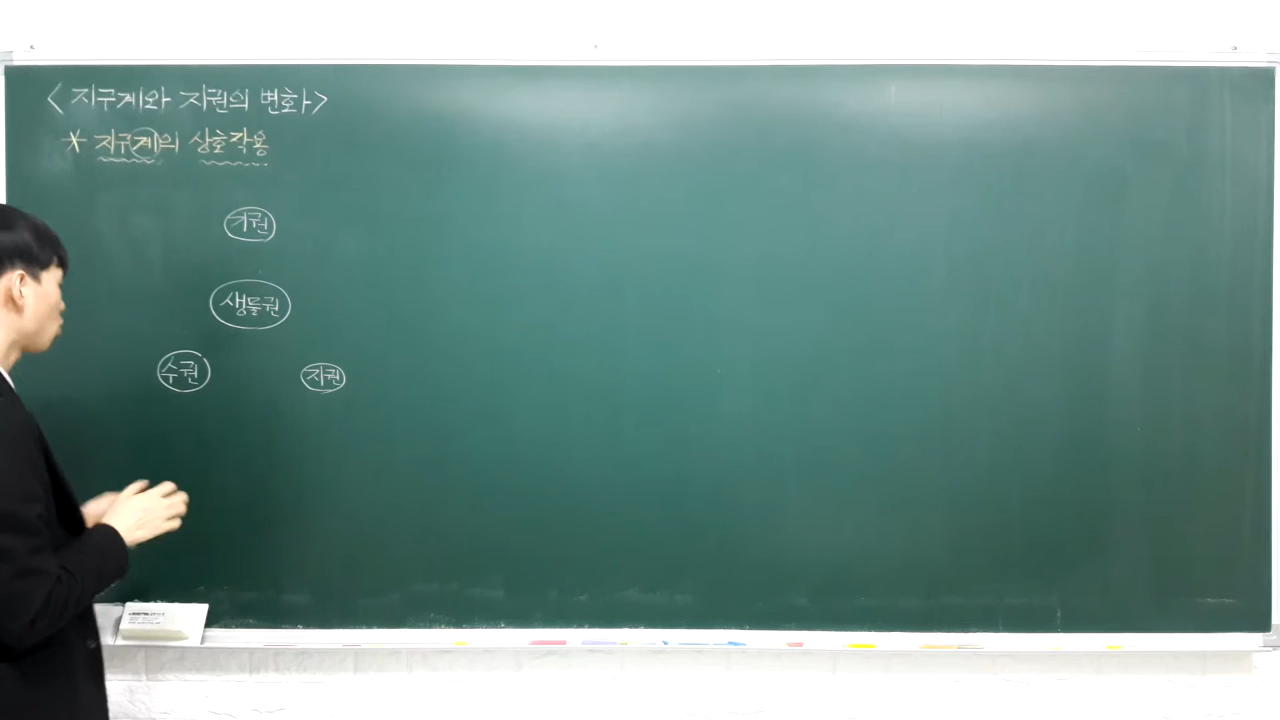 <지구계와 지권의 변화>
* 지구계의 상호작용
기권
생물권
수권 지권